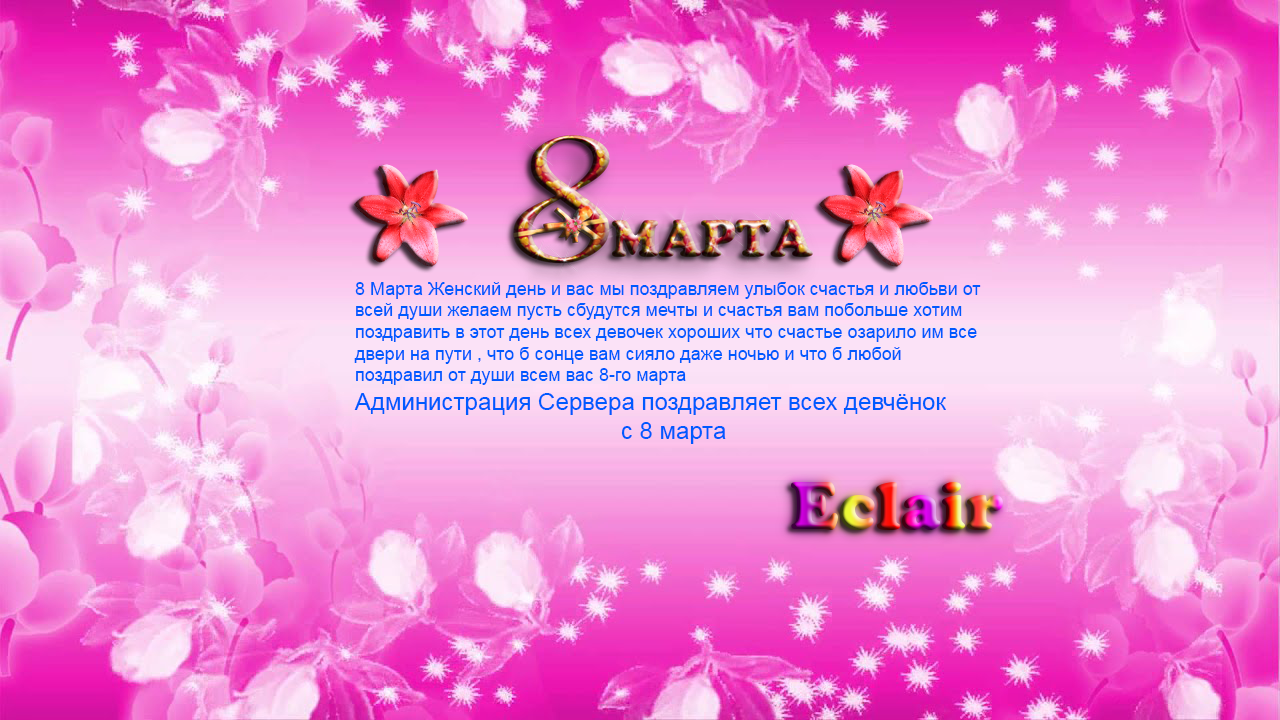 8 МАРТА
8 Марта Женский день и вас мы поздравляем улыбок счастья и любьви от
всей души желаем пусть сбудутся мечты и счастья вам побольше хотим
поздравить в этот день всех девочек хороших что счастье озарило им все
двери на пути , что б сонце вам сияло даже ночью и что б любой
поздравил от души всем вас 8-го марта
Администрация Сервера поздравляет всех девчёнок
с 8 марта
Eclair